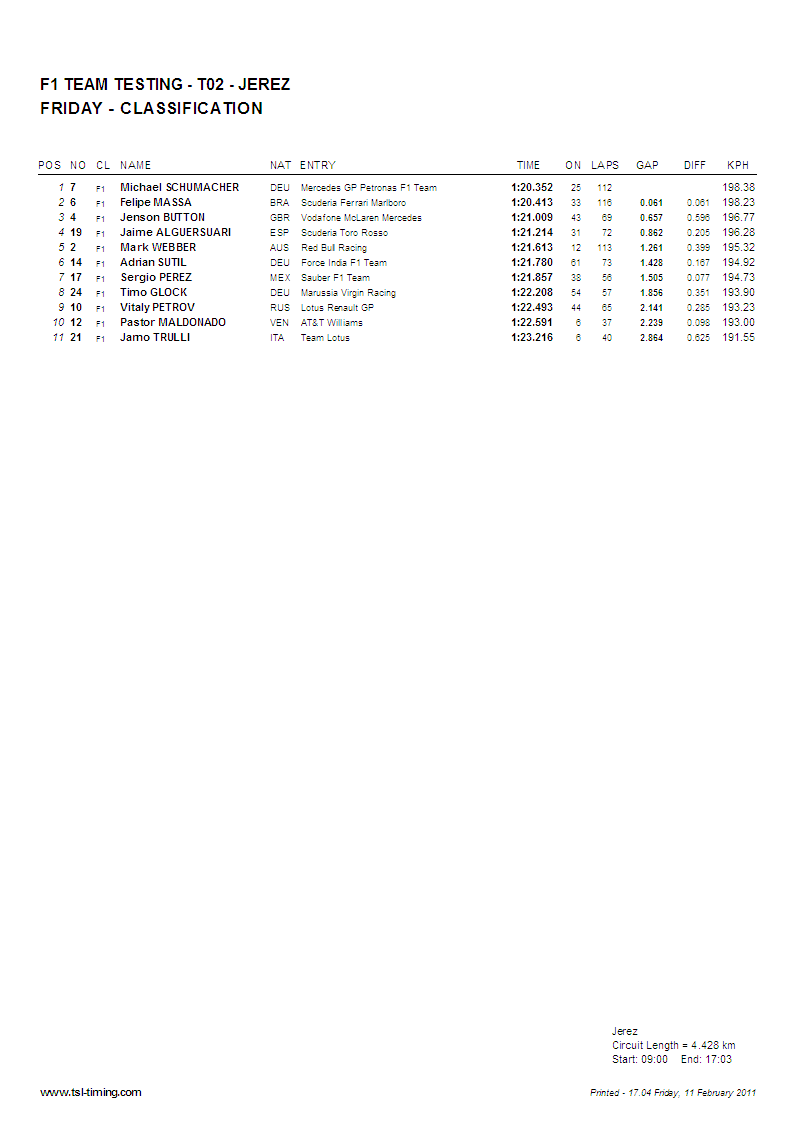 F1 TEAM TESTING - T02 - JEREZ
FRIDAY - CLASSIFICATION
POS NO CL NAME NAT ENTRY TIME ON LAPS GAP DIFF KPH
1 7 F1 Michael SCHUMACHER DEU Mercedes GP Petronas F1 Team 1:20.352 25 112 198.38
2 6 F1 Felipe MASSA BRA Scuderia Ferrari Marlboro 1:20.413 33 116 0.061 0.061 198.23
3 4 F1 Jenson BUTTON GBR Vodafone McLaren Mercedes 1:21.009 43 69 0.657 0.596 196.77
4 19 F1 Jaime ALGUERSUARI ESP Scuderia Toro Rosso 1:21.214 31 72 0.862 0.205 196.28
5 2 F1 Mark WEBBER AUS Red Bull Racing 1:21.613 12 113 1.261 0.399 195.32
6 14 F1 Adrian SUTIL DEU Force India F1 Team 1:21.780 61 73 1.428 0.167 194.92
7 17 F1 Sergio PEREZ MEX Sauber F1 Team 1:21.857 38 56 1.505 0.077 194.73
8 24 F1 Timo GLOCK DEU Marussia Virgin Racing 1:22.208 54 57 1.856 0.351 193.90
9 10 F1 Vitaly PETROV RUS Lotus Renault GP 1:22.493 44 65 2.141 0.285 193.23
10 12 F1 Pastor MALDONADO VEN AT&T Williams 1:22.591 6 37 2.239 0.098 193.00
11 21 F1 Jarno TRULLI ITA Team Lotus 1:23.216 6 40 2.864 0.625 191.55
Jerez
Circuit Length = 4.428 km
Start: 09:00 End: 17:03
www.tsl-timing.com Printed - 17:04 Friday, 11 February 2011